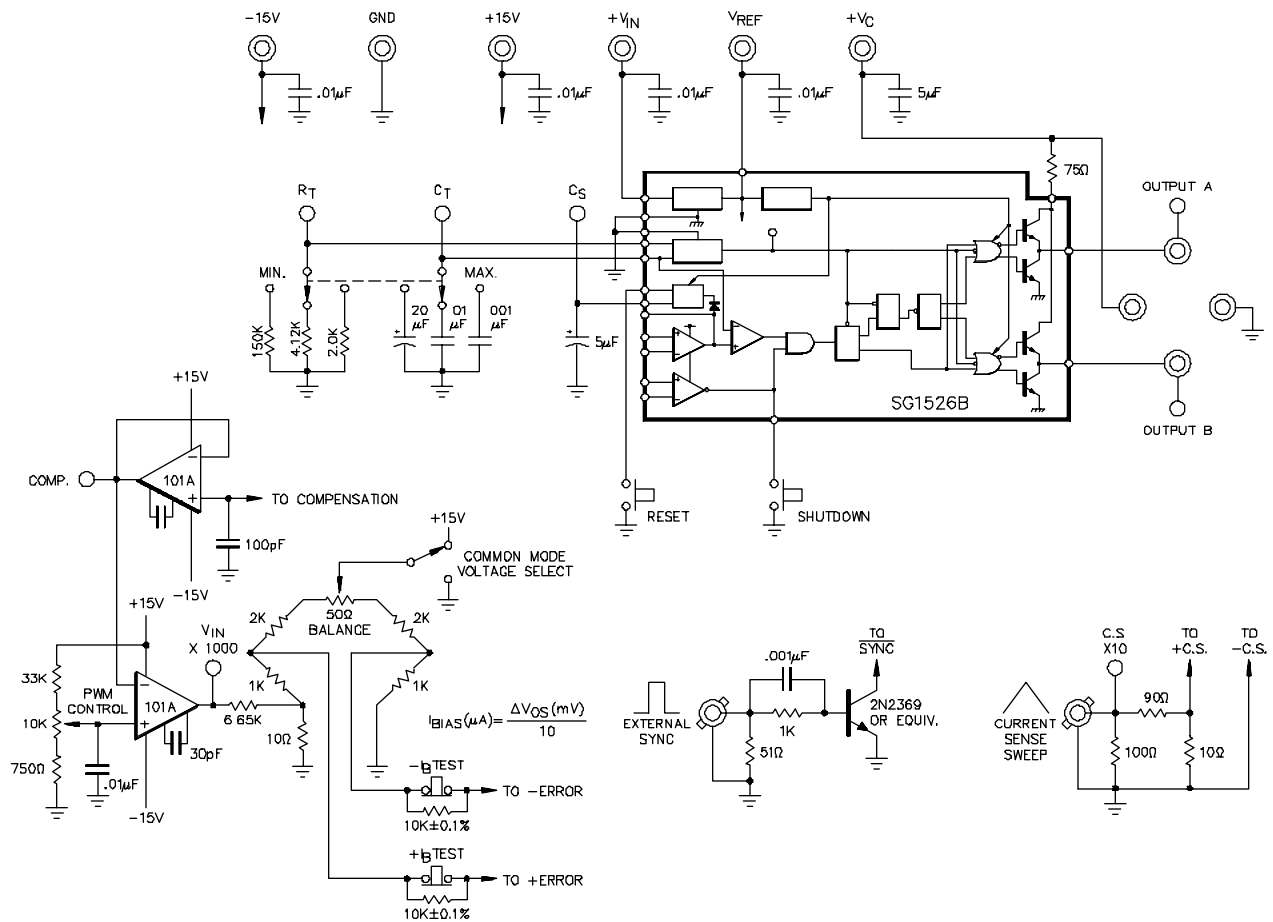 -15V
GND
+15V
+VIN
VREF
+VC
.01µF
.01µF
.01µF
.01µF
5µF
75Ω
OUTPUT A
RT
CT
CS
MIN.
MAX.
150K
4.12K
2.0K
20 µF
.01 µF
.001 µF
5µF
SG1526B
OUTPUT B
+15V
COMP.
101A
-
+
TO COMPENSATION
100pF
-15V
RESET
SHUTDOWN
+15V
COMMON MODE
VOLTAGE SELECT
50Ω
BALANCE
2K
2K
1K
1K
+15V
VIN
X 1000
33K
10K
750Ω
PWM
CONTROL
-
+
101A
6.65K
10Ω
30pF
.01µF
-15V
IBIAS(µA)= ΔVOS(mV)
10
-IB TEST
TO -ERROR
10K±0.1%
+IB TEST
TO +ERROR
10K±0.1%
EXTERNAL
SYNC
.001µF
1K
51Ω
TO
SYNC
2N2369
OR EQUIV.
CURRENT
SENSE
SWEEP
C.S.
X10
TO
+C.S.
TO
-C.S.
90Ω
100Ω
10Ω